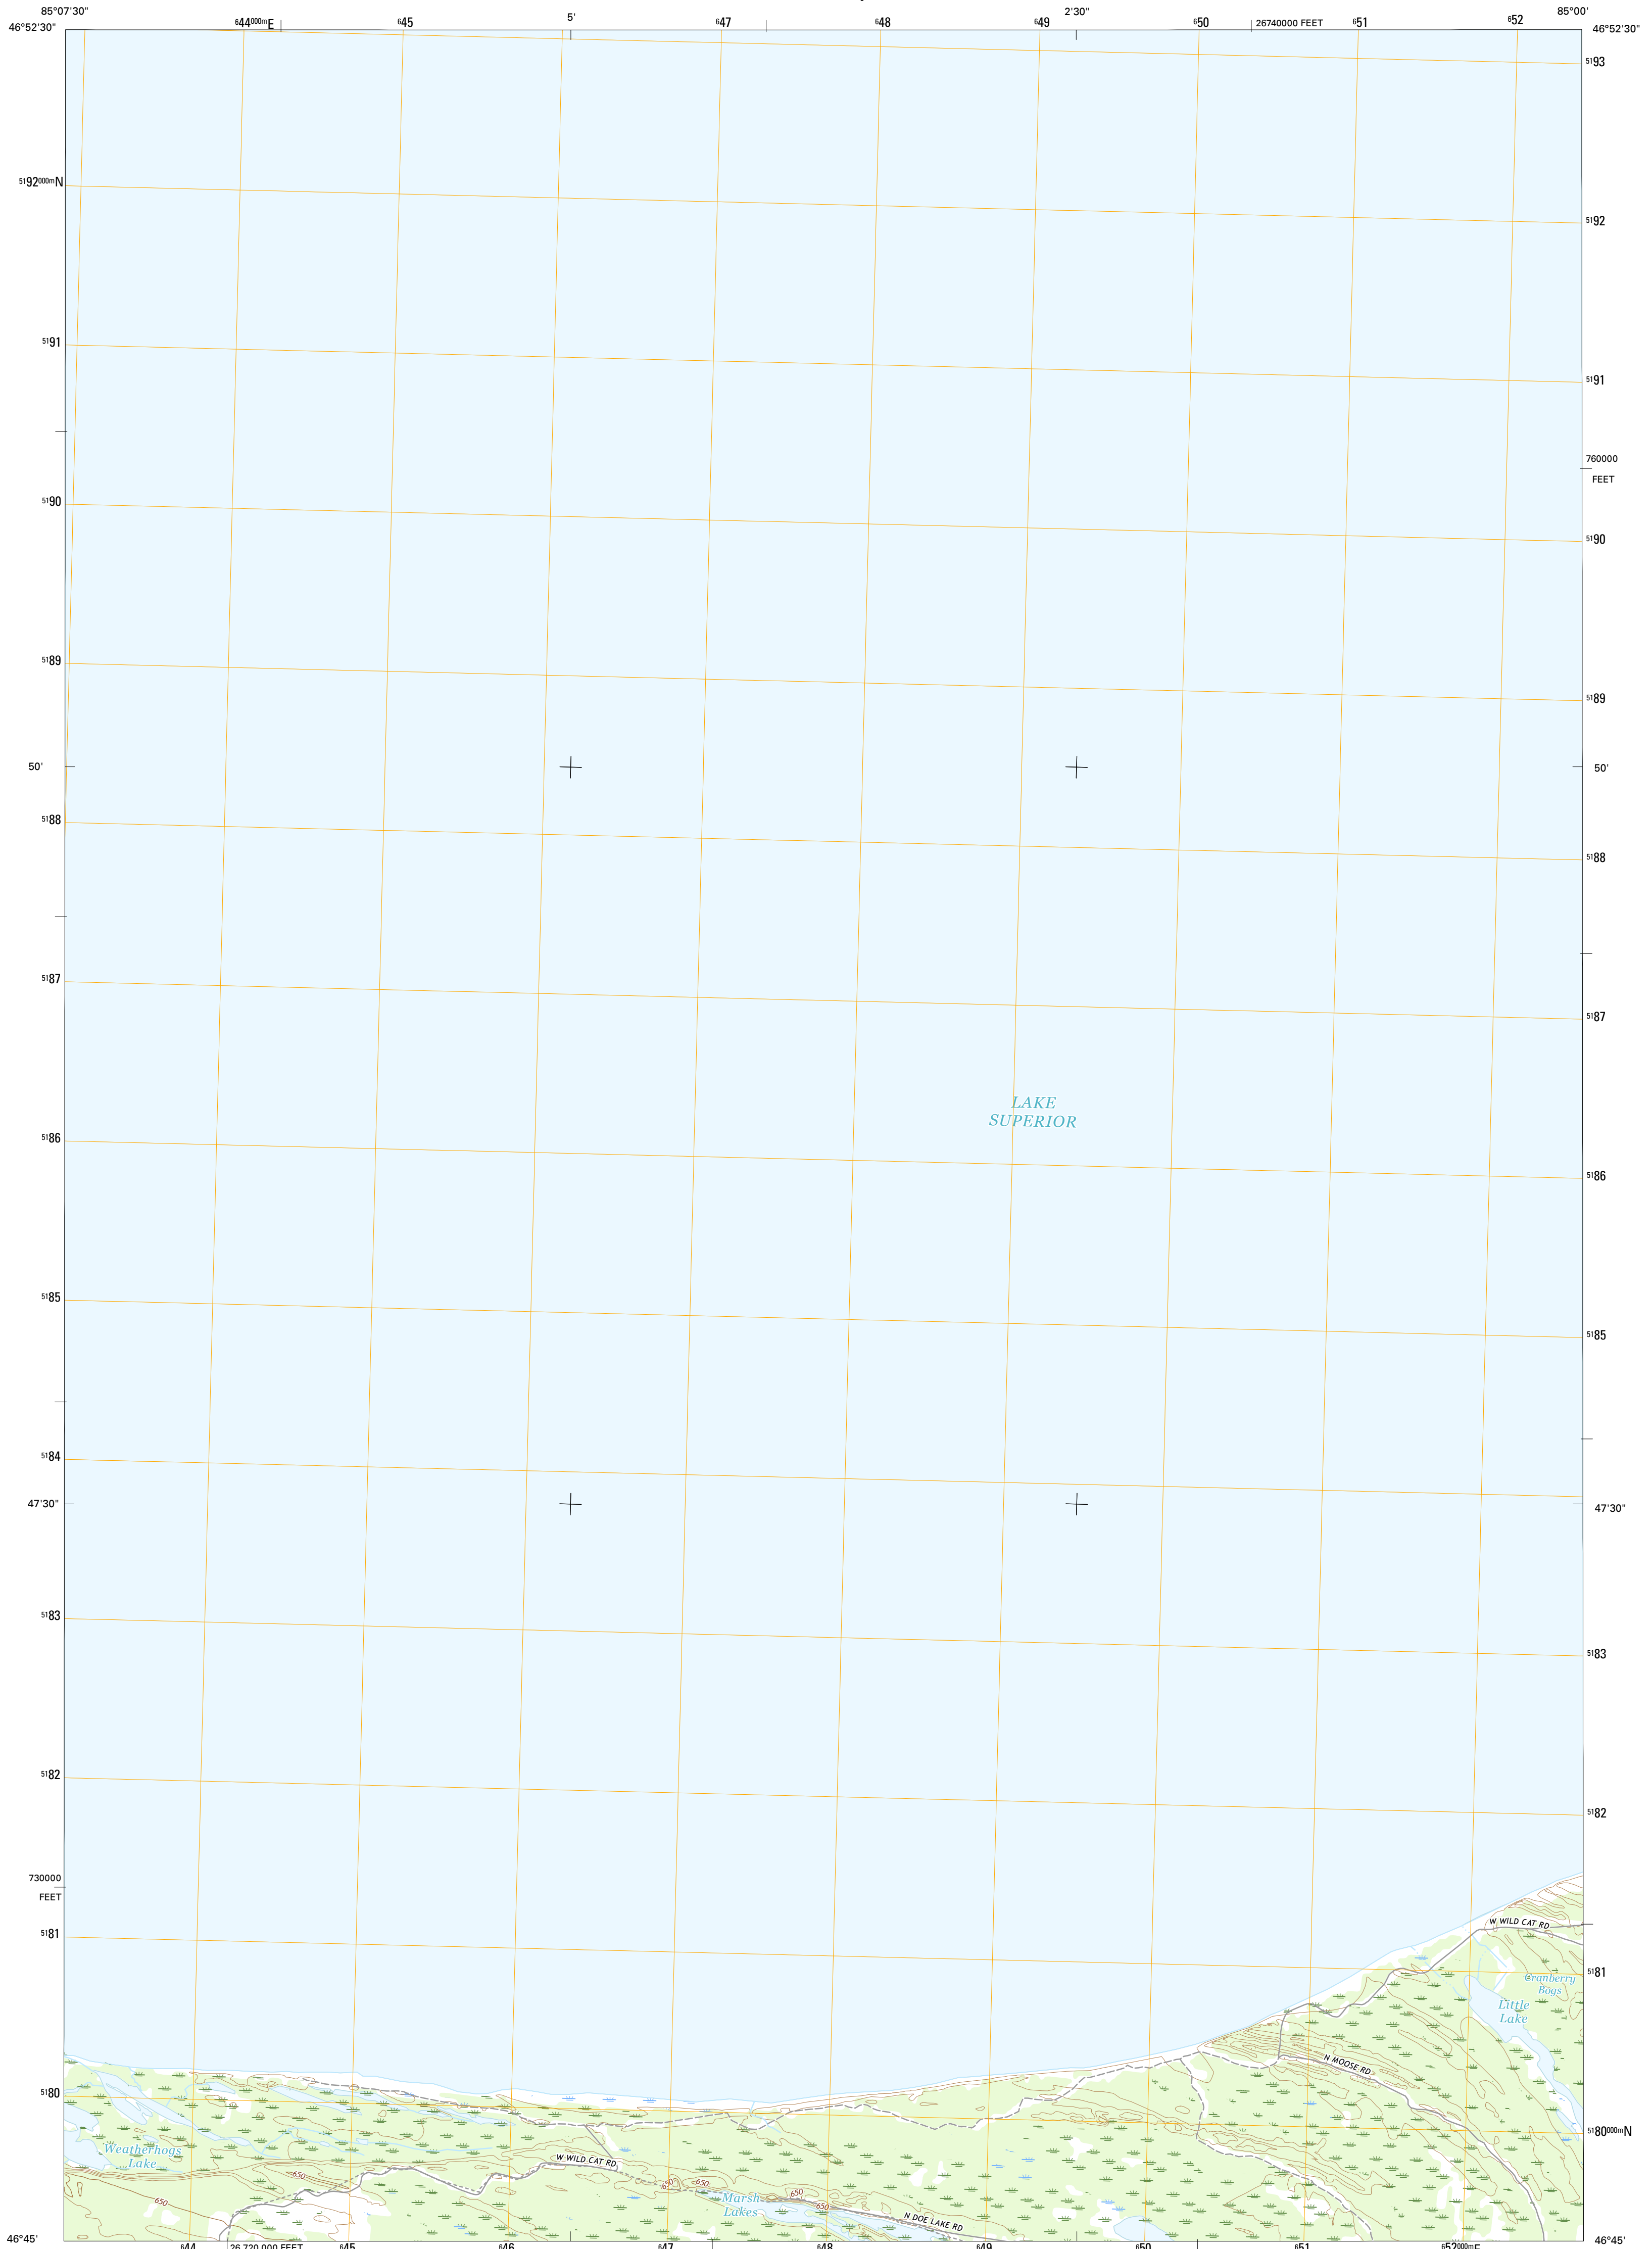 85°07'30" 644000mE 645 5' 647 648 2'30" 649 650 26740000 FEET 651 652 85°00'
46°52'30" 46°52'30"
5193
5192000mN
5192
5191
5191
760000
FEET
5190
5190
5189
5189
50' 50'
5188
5188
5187
5187
LAKE
SUPERIOR
5186
5186
5185
5185
5184
47'30" 47'30"
5183
5183
5182
5182
730000
FEET
W WILD CAT RD
5181
5181
Cranberry
Bogs
Little
Lake
N MOOSE RD
5180
5180000mN
Weatherhogs
Lake
W WILD CAT RD
650
650
650
650
Marsh
Lakes
650
650
N DOE LAKE RD
46°45' 46°45'
644 26 720 000 FEET 645 646 647 648 649 650 651 652000mE